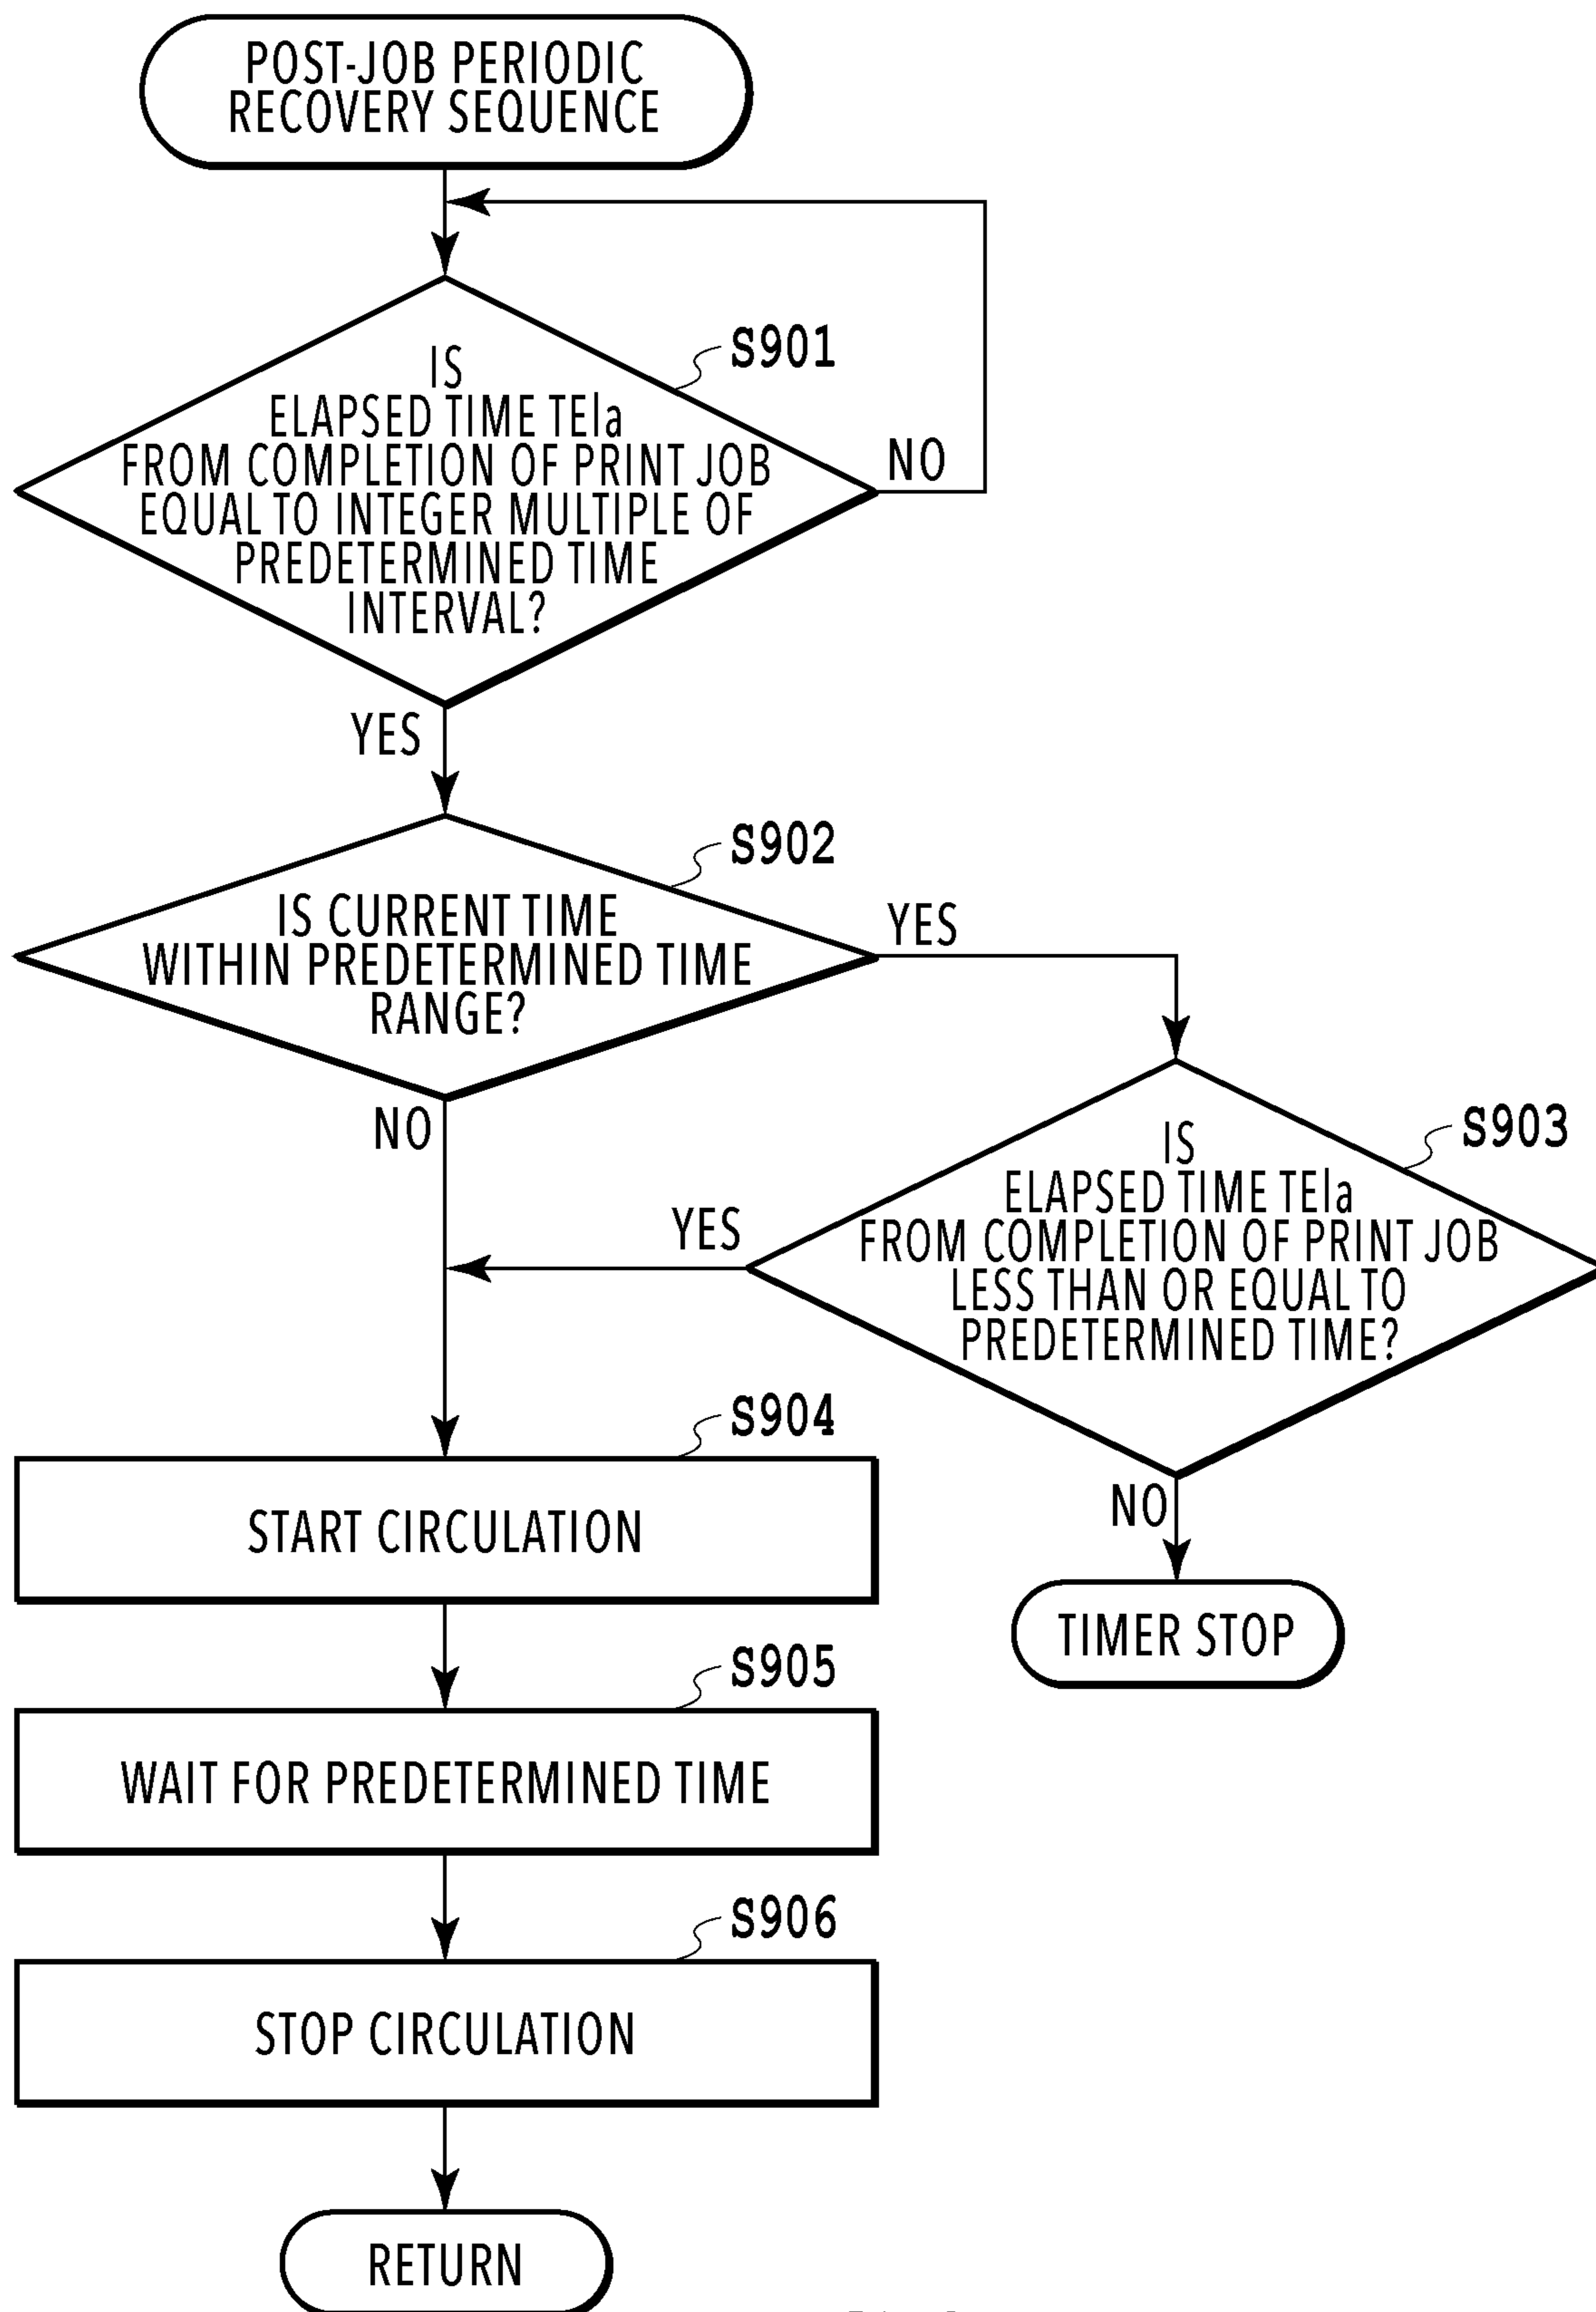 POST-JOB PERIODIC
RECOVERY SEQUENCE
S901
IS
ELAPSED TIME TEla
FROM COMPLETION OF PRINT JOB
EQUAL TO INTEGER MULTIPLE OF
PREDETERMINED TIME
INTERVAL?
NO
YES
S902
IS CURRENT TIME
WITHIN PREDETERMINED TIME
RANGE?
YES
NO
S903
IS
ELAPSED TIME TEla
FROM COMPLETION OF PRINT JOB
LESS THAN OR EQUAL TO
PREDETERMINED TIME?
YES
NO
TIMER STOP
S904
START CIRCULATION
S905
WAIT FOR PREDETERMINED TIME
S906
STOP CIRCULATION
RETURN